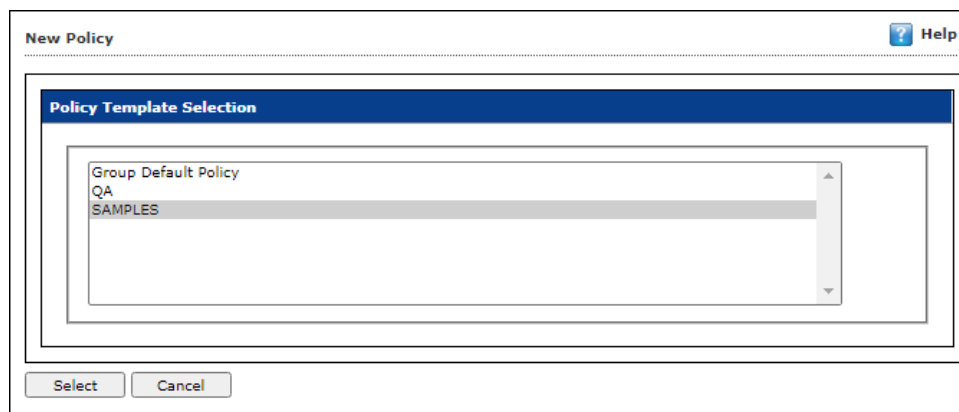 New Policy
? Help
Policy Template Selection
Group Default Policy
QA
SAMPLES
Select Cancel